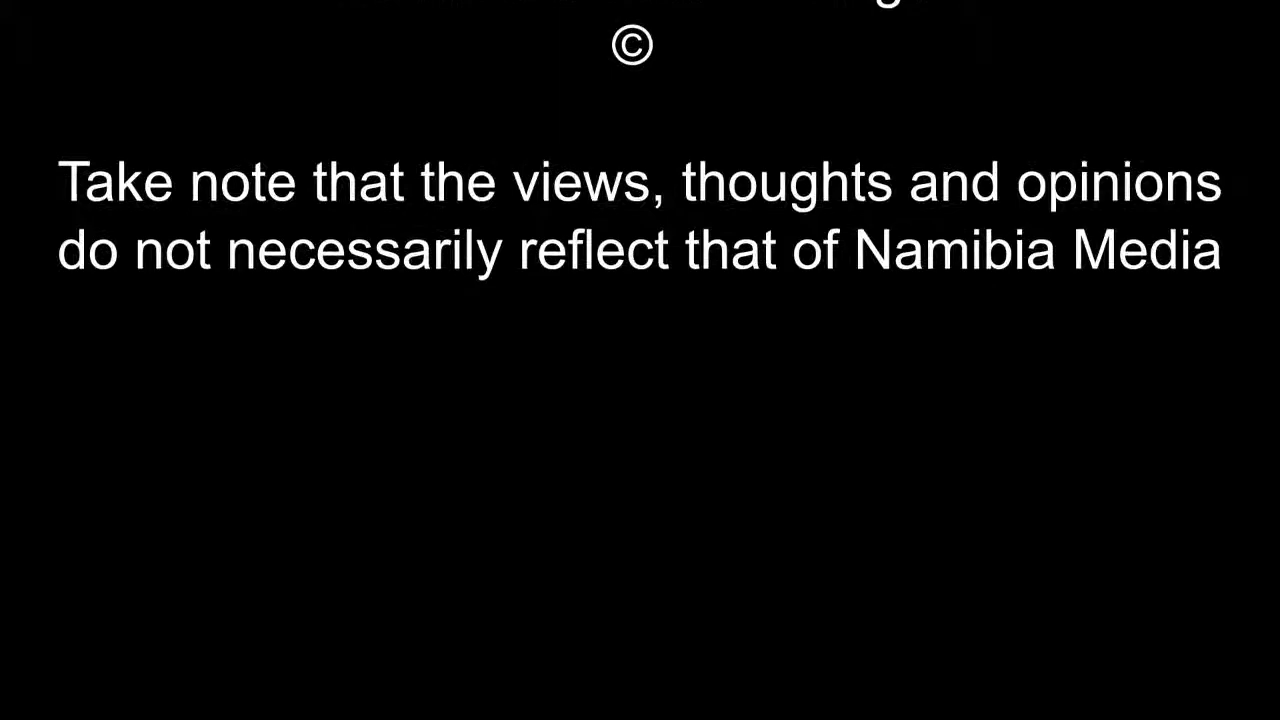 ©
Take note that the views, thoughts and opinions
do not necessarily reflect that of Namibia Media